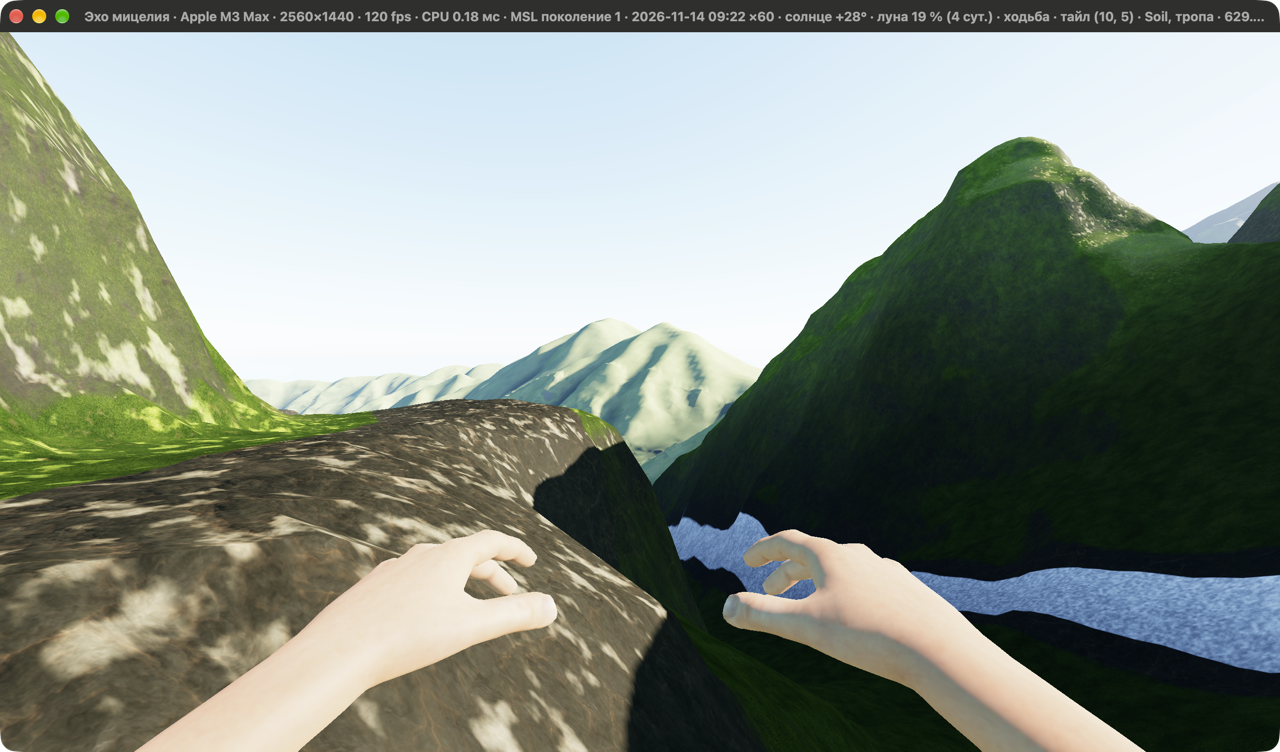 Эхо мицелия · Apple M3 Max · 2560×1440 · 120 fps · CPU 0.18 мс · MSL поколение 1 · 2026-11-14 09:22 ×60 · солнце +28° · луна 19 % (4 сут.) · ходьба · тайл (10, 5) · Soil, тропа · 629....